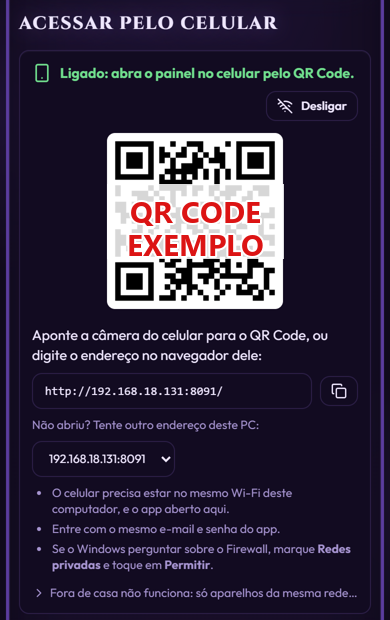 ACESSAR PELO CELULAR
Ligado: abra o painel no celular pelo QR Code.
Desligar
QR CODE
EXEMPLO
Aponte a câmera do celular para o QR Code, ou
digite o endereço no navegador dele:
http://192.168.18.131:8091/
Não abriu? Tente outro endereço deste PC:
192.168.18.131:8091
• O celular precisa estar no mesmo Wi-Fi deste
computador, e o app aberto aqui.
• Entre com o mesmo e-mail e senha do app.
• Se o Windows perguntar sobre o Firewall, marque Redes
privadas e toque em Permitir.
Fora de casa não funciona: só aparelhos da mesma rede…